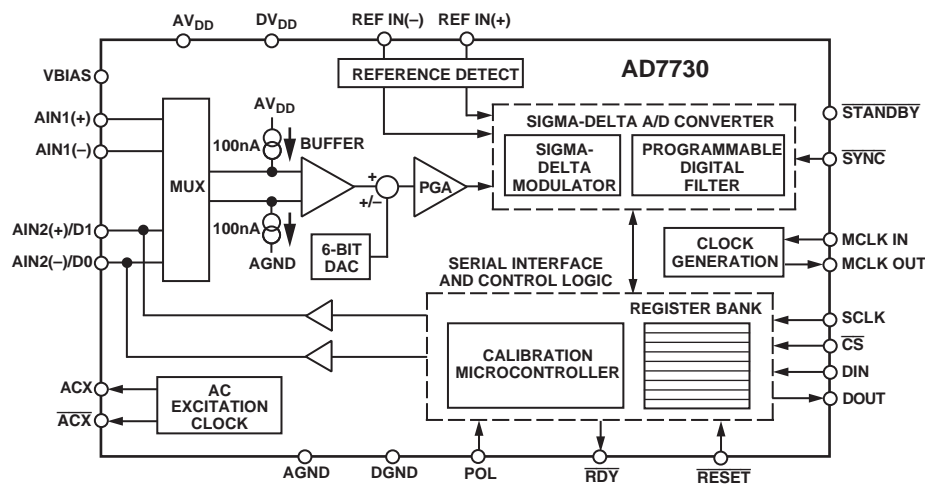 AVDD
DVDD
REF IN(–)
REF IN(+)
VBIAS
REFERENCE DETECT
AD7730
AIN1(+)
AIN1(–)
MUX
AVDD
100nA
BUFFER
100nA
AGND
+
+/–
6-BIT
DAC
PGA
SIGMA-DELTA A/D CONVERTER
SIGMA-
DELTA
MODULATOR
PROGRAMMABLE
DIGITAL
FILTER
STANDBY
SYNC
AIN2(+)/D1
AIN2(–)/D0
CLOCK
GENERATION
MCLK IN
MCLK OUT
SERIAL INTERFACE
AND CONTROL LOGIC
REGISTER BANK
CALIBRATION
MICROCONTROLLER
SCLK
CS
DIN
DOUT
ACX
ACX
AC
EXCITATION
CLOCK
AGND
DGND
POL
RDY
RESET